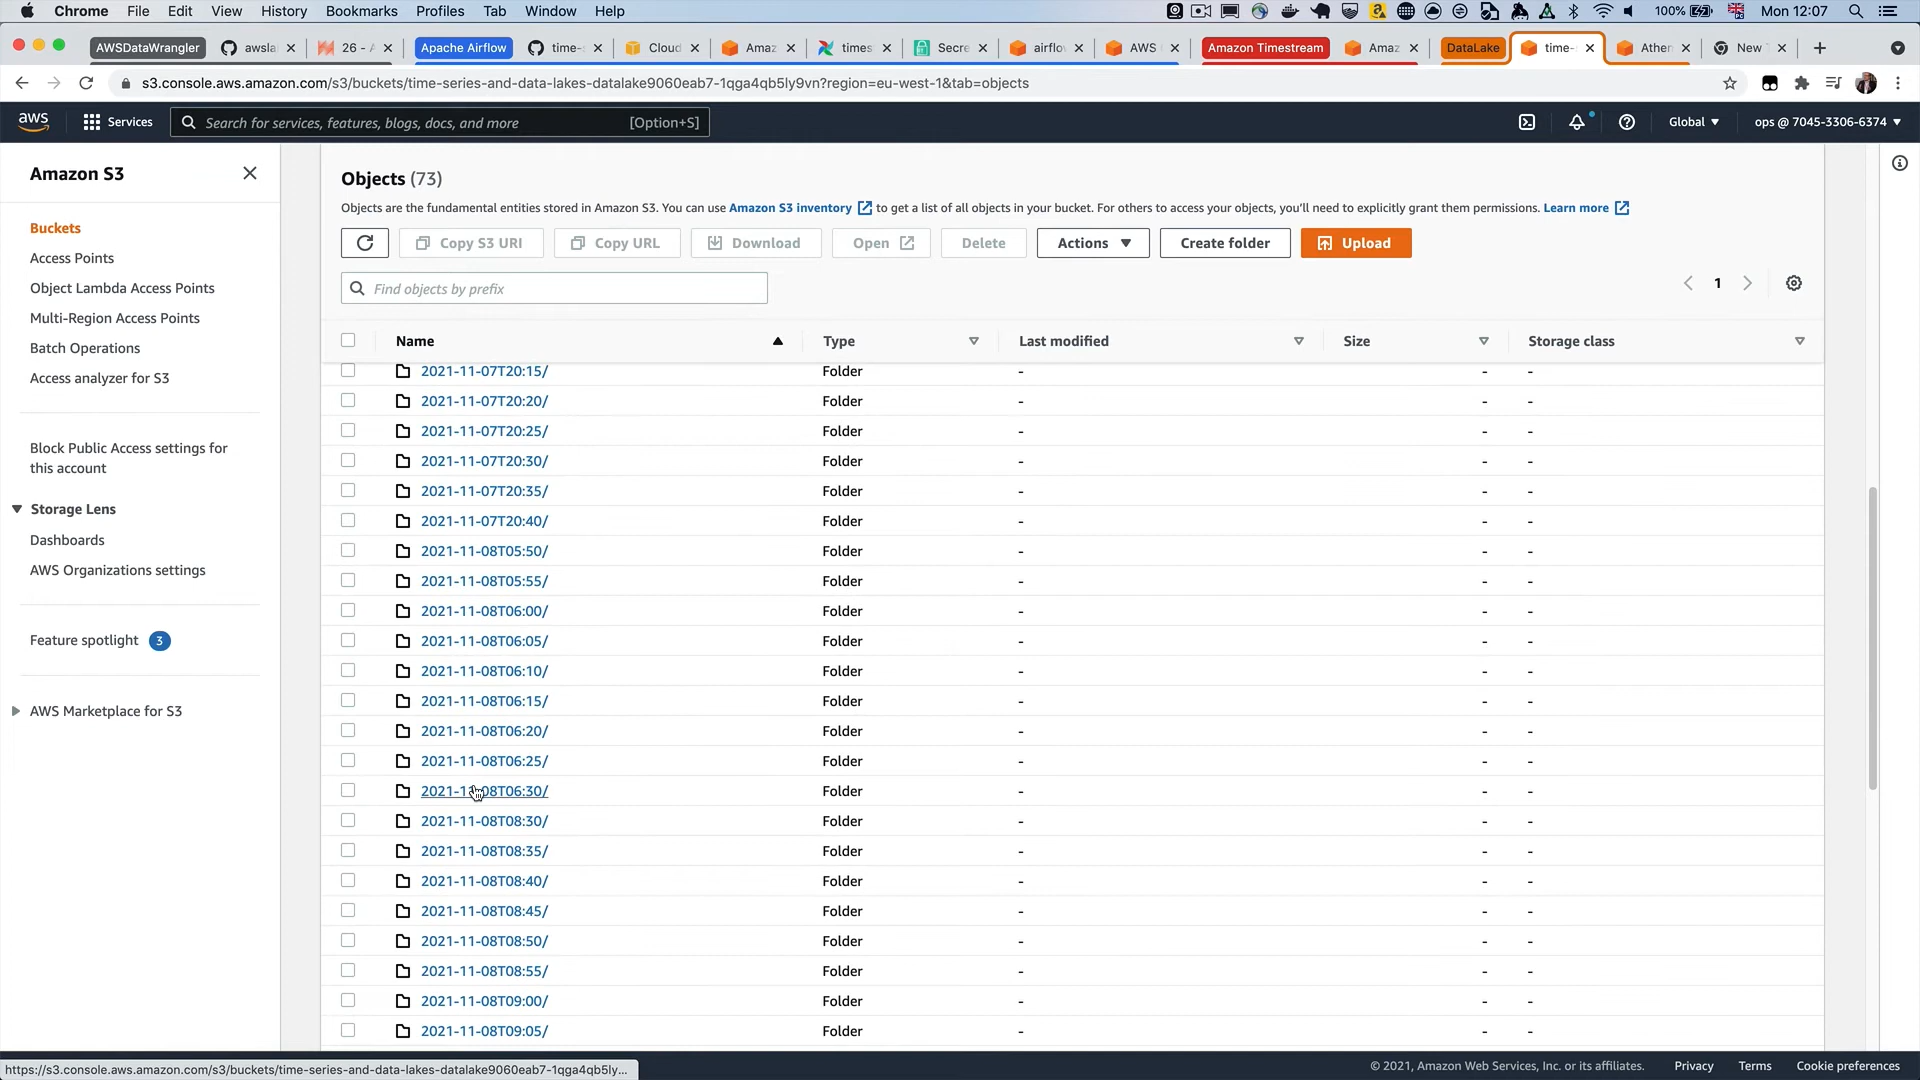 Chrome File Edit View History Bookmarks Profiles Tab Window Help 100% Mon 12:07
AWSDataWrangler awsla 26 - A Apache Airflow time- Cloud Amaz times Secre airflo AWS Amazon Timestream Amaz DataLake time- Ather New T
s3.console.aws.amazon.com/s3/buckets/time-series-and-data-lakes-datalake9060eab7-1qga4qb5ly9vn?region=eu-west-1&tab=objects
aws Services Search for services, features, blogs, docs, and more [Option+S] Global ops @ 7045-3306-6374
Amazon S3
Buckets
Access Points
Object Lambda Access Points
Multi-Region Access Points
Batch Operations
Access analyzer for S3
Block Public Access settings for
this account
Storage Lens
Dashboards
AWS Organizations settings
Feature spotlight 3
AWS Marketplace for S3
Objects (73)
Objects are the fundamental entities stored in Amazon S3. You can use Amazon S3 inventory to get a list of all objects in your bucket. For others to access your objects, you'll need to explicitly grant them permissions. Learn more
Copy S3 URI Copy URL Download Open Delete Actions Create folder Upload
Find objects by prefix 1
Name Type Last modified Size Storage class
2021-11-07T20:15/ Folder - - -
2021-11-07T20:20/ Folder - - -
2021-11-07T20:25/ Folder - - -
2021-11-07T20:30/ Folder - - -
2021-11-07T20:35/ Folder - - -
2021-11-07T20:40/ Folder - - -
2021-11-08T05:50/ Folder - - -
2021-11-08T05:55/ Folder - - -
2021-11-08T06:00/ Folder - - -
2021-11-08T06:05/ Folder - - -
2021-11-08T06:10/ Folder - - -
2021-11-08T06:15/ Folder - - -
2021-11-08T06:20/ Folder - - -
2021-11-08T06:25/ Folder - - -
2021-11-08T06:30/ Folder - - -
2021-11-08T08:30/ Folder - - -
2021-11-08T08:35/ Folder - - -
2021-11-08T08:40/ Folder - - -
2021-11-08T08:45/ Folder - - -
2021-11-08T08:50/ Folder - - -
2021-11-08T08:55/ Folder - - -
2021-11-08T09:00/ Folder - - -
2021-11-08T09:05/ Folder - - -
https://s3.console.aws.amazon.com/s3/buckets/time-series-and-data-lakes-datalake9060eab7-1qga4qb5ly... © 2021, Amazon Web Services, Inc. or its affiliates. Privacy Terms Cookie preferences